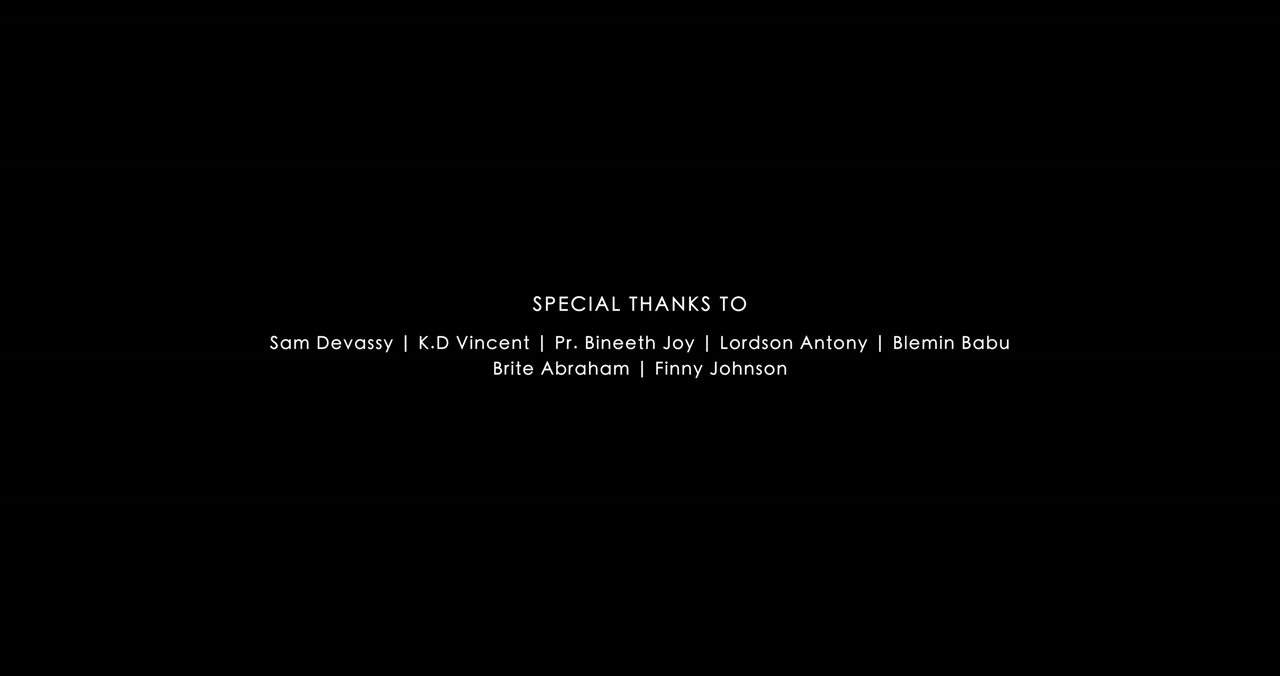 SPECIAL THANKS TO
Sam Devassy | K.D Vincent | Pr. Bineeth Joy | Lordson Antony | Blemin Babu
Brite Abraham | Finny Johnson